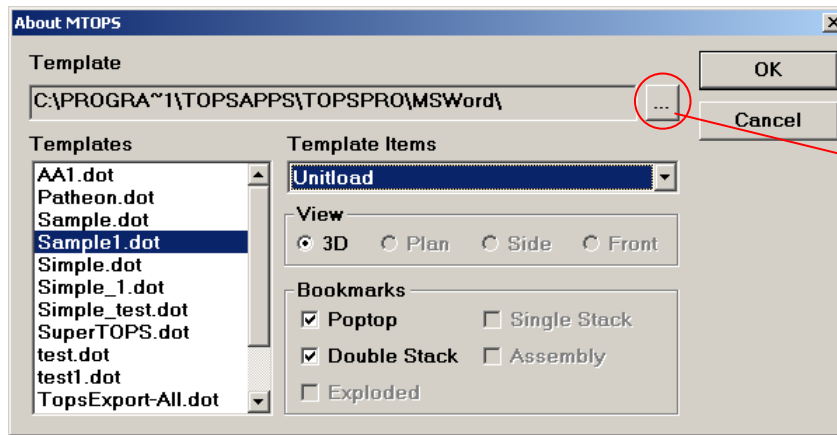 About MTOPS
Template
OK
C:\PROGRA~1\TOPSAPPS\TOPSPRO\MSWord\
...
Cancel
Templates
Template Items
AA1.dot
Patheon.dot
Sample.dot
Sample1.dot
Simple.dot
Simple_1.dot
Simple_test.dot
SuperTOPS.dot
test.dot
test1.dot
TopsExport-All.dot
Unitload
View
3D Plan Side Front
Bookmarks
Poptop Single Stack
Double Stack Assembly
Exploded